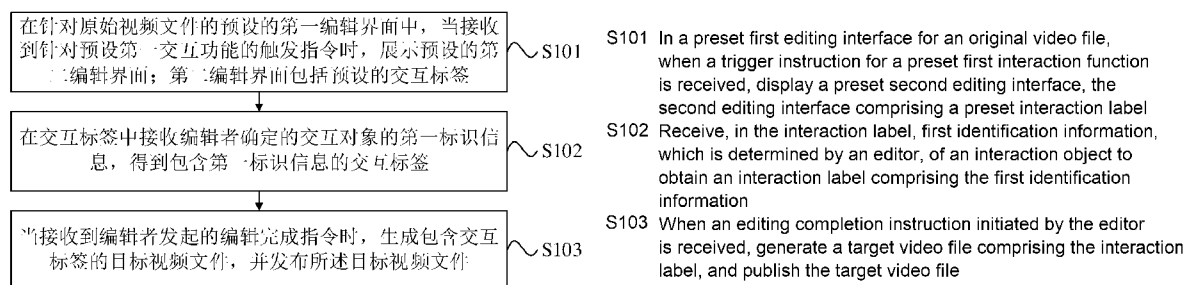 在针对原始视频文件的预设的第一编辑界面中，当接收
到针对预设第一交互功能的触发指令时，展示预设的第
二编辑界面；第二编辑界面包括预设的交互标签
S101
在交互标签中接收编辑者确定的交互对象的第一标识信
息，得到包含第一标识信息的交互标签
S102
当接收到编辑者发起的编辑完成指令时，生成包含交互
标签的目标视频文件，并发布所述目标视频文件
S103
S101 In a preset first editing interface for an original video file,
when a trigger instruction for a preset first interaction function
is received, display a preset second editing interface, the
second editing interface comprising a preset interaction label
S102 Receive, in the interaction label, first identification information,
which is determined by an editor, of an interaction object to
obtain an interaction label comprising the first identification
information
S103 When an editing completion instruction initiated by the editor
is received, generate a target video file comprising the interaction
label, and publish the target video file